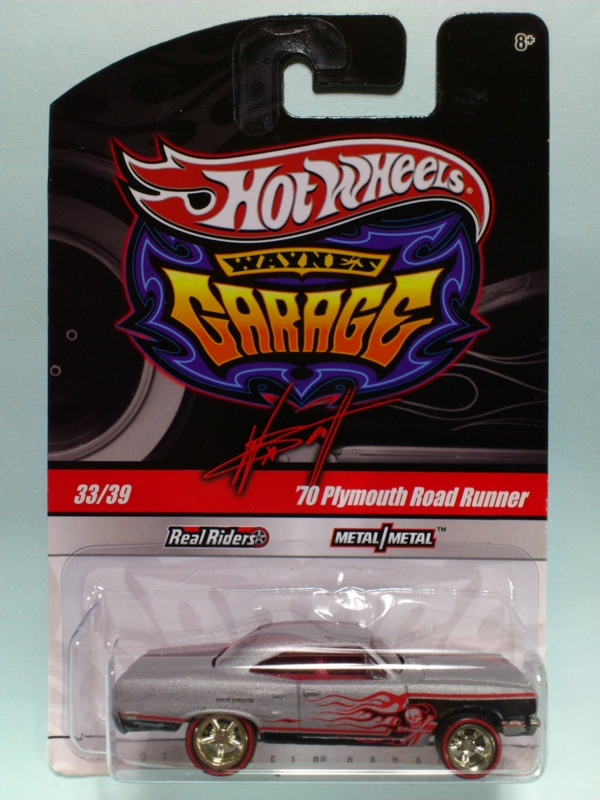 8+
HOT WHEELS®
WAYNE'S
GARAGE
33/39
'70 Plymouth Road Runner
Real Riders
METAL/METAL™